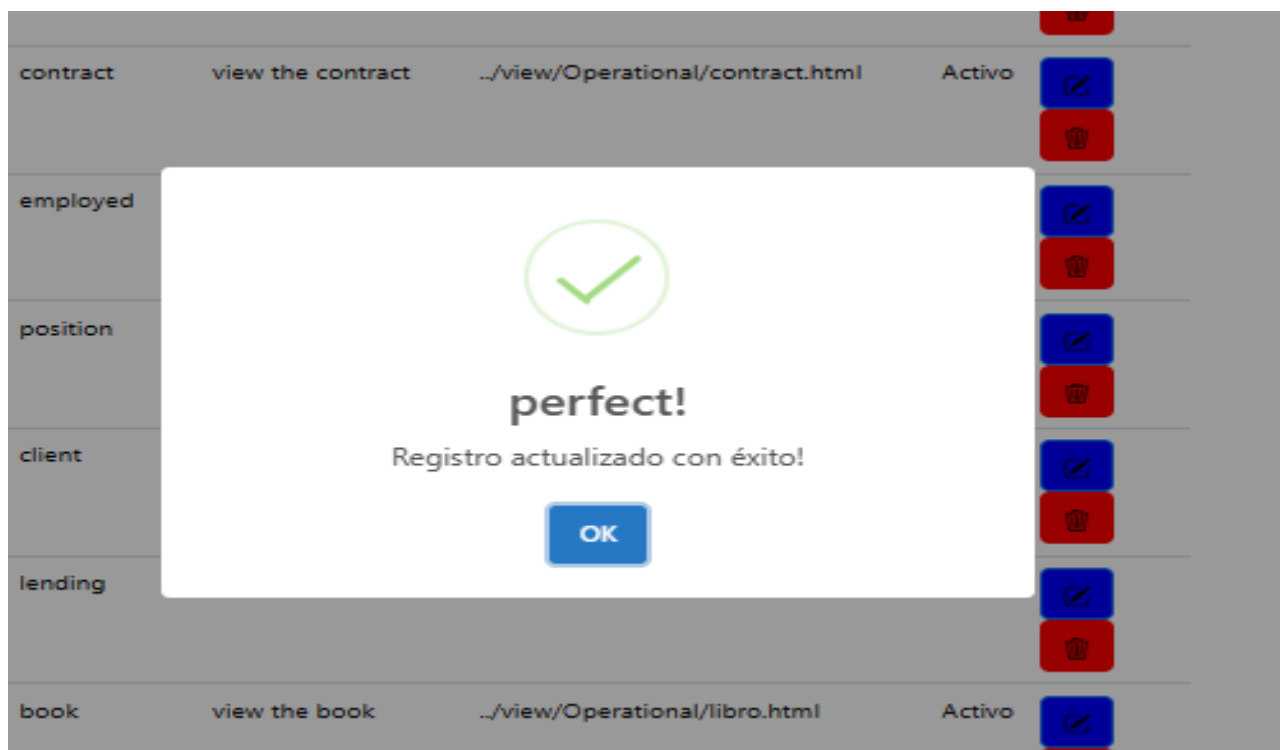 contract view the contract ../view/Operational/contract.html Activo
employed
position
perfect!
client
Registro actualizado con éxito!
OK
lending
book view the book ../view/Operational/libro.html Activo